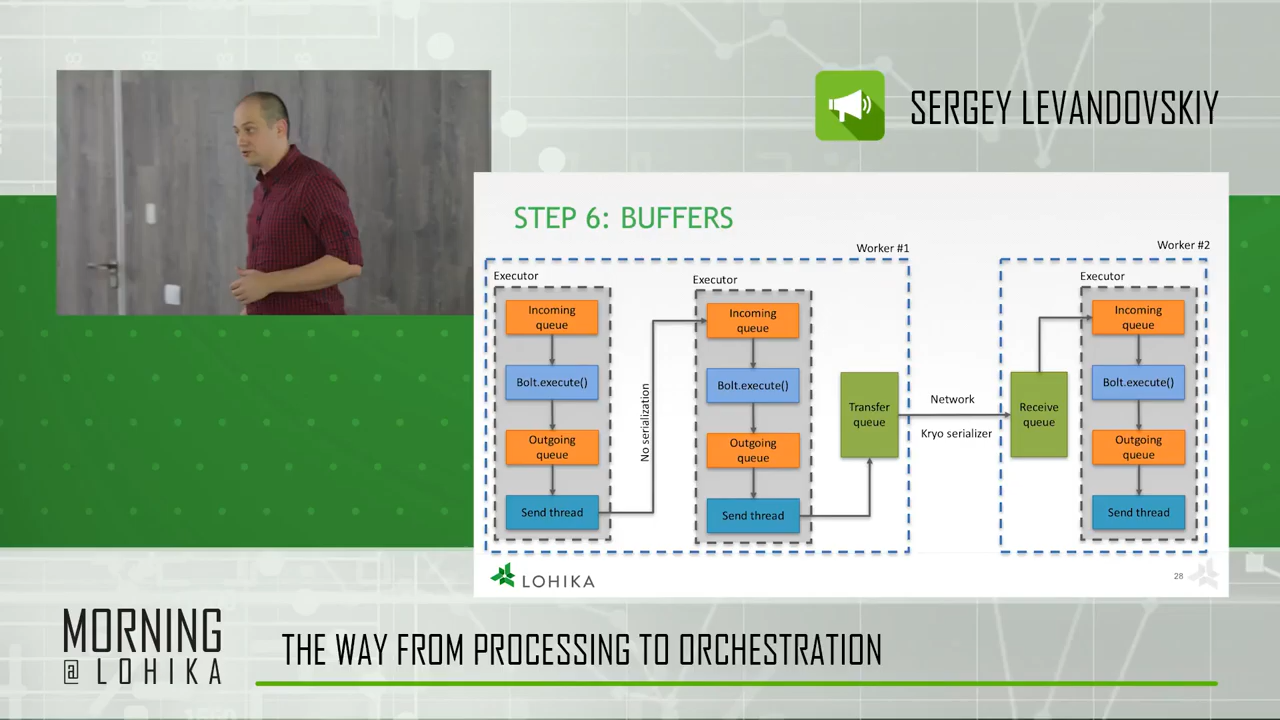 SERGEY LEVANDOVSKIY
STEP 6: BUFFERS
Worker #1
Worker #2
Executor
Incoming
queue
Bolt.execute()
Outgoing
queue
Send thread
No serialization
Executor
Incoming
queue
Bolt.execute()
Outgoing
queue
Send thread
Transfer
queue
Network
Kryo serializer
Receive
queue
Executor
Incoming
queue
Bolt.execute()
Outgoing
queue
Send thread
LOHIKA
28
MORNING
@ LOHIKA
THE WAY FROM PROCESSING TO ORCHESTRATION